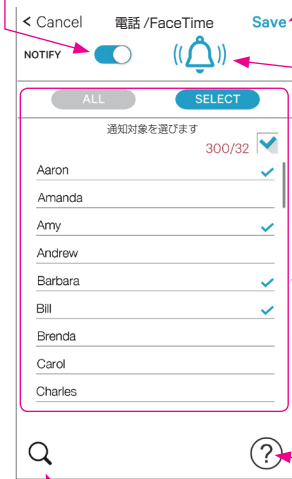 < Cancel 電話 /FaceTime Save
NOTIFY
ALL SELECT
通知対象を選びます
300/32
Aaron
Amanda
Amy
Andrew
Barbara
Bill
Brenda
Carol
Charles
?